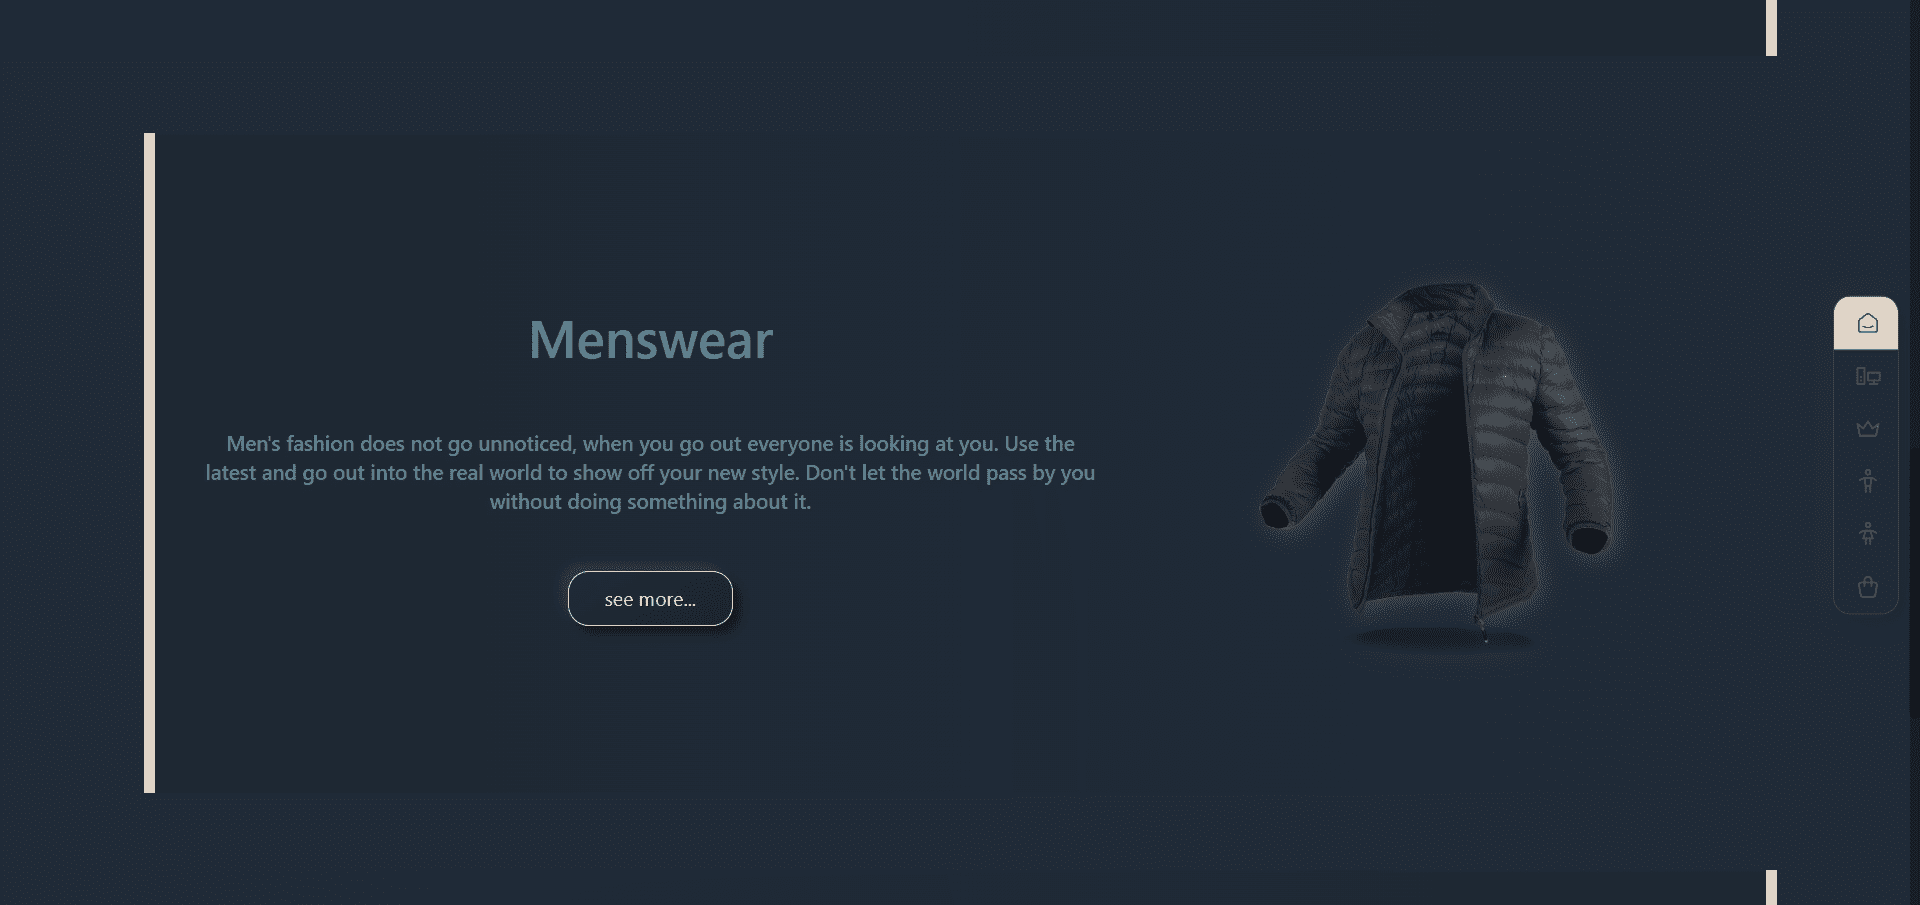 Menswear
Men's fashion does not go unnoticed, when you go out everyone is looking at you. Use the
latest and go out into the real world to show off your new style. Don't let the world pass by you
without doing something about it.
see more...